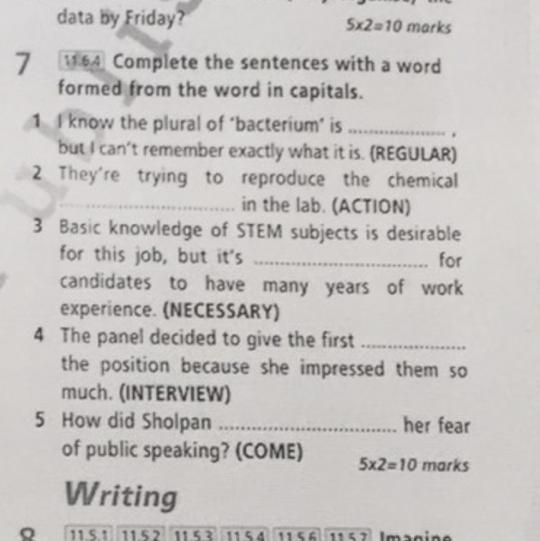 data by Friday?
5x2=10 marks
7 11.6.4 Complete the sentences with a word
formed from the word in capitals.
1 I know the plural of 'bacterium' is .................... ,
but I can't remember exactly what it is. (REGULAR)
2 They're trying to reproduce the chemical
.................................... in the lab. (ACTION)
3 Basic knowledge of STEM subjects is desirable
for this job, but it's .................................... for
candidates to have many years of work
experience. (NECESSARY)
4 The panel decided to give the first ......................
the position because she impressed them so
much. (INTERVIEW)
5 How did Sholpan .................................... her fear
of public speaking? (COME)
5x2=10 marks
Writing
8 11.5.1 11.5.2 11.5.3 11.5.4 11.5.6 11.5.7 Imagine